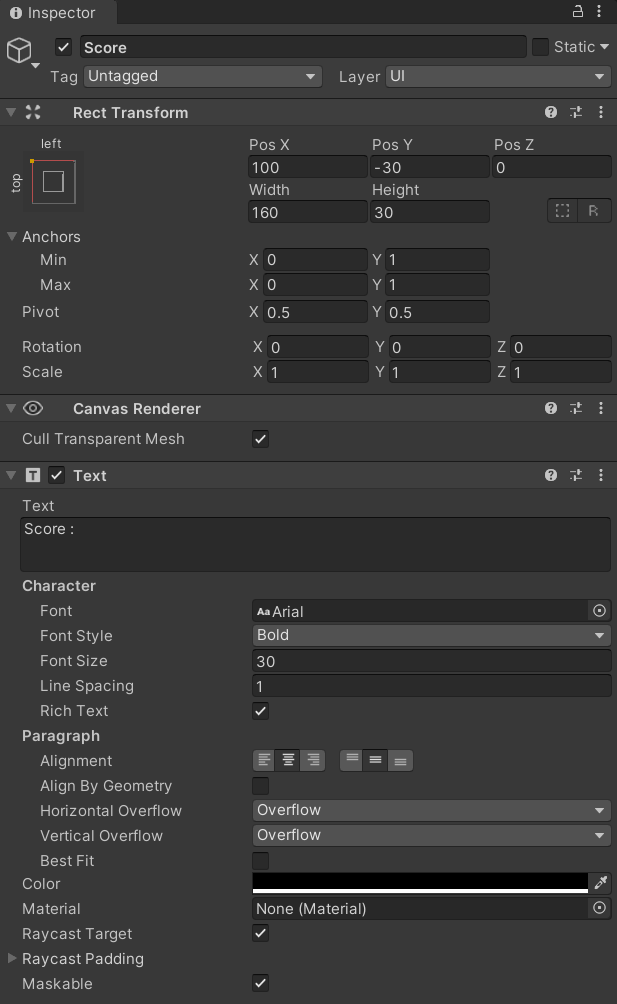 Inspector
Score Static
Tag Untagged Layer UI
Rect Transform
left
top
Pos X Pos Y Pos Z
100 -30 0
Width Height
160 30 R
Anchors
Min X 0 Y 1
Max X 0 Y 1
Pivot X 0.5 Y 0.5
Rotation X 0 Y 0 Z 0
Scale X 1 Y 1 Z 1
Canvas Renderer
Cull Transparent Mesh
T Text
Text
Score :
Character
Font Aa Arial
Font Style Bold
Font Size 30
Line Spacing 1
Rich Text
Paragraph
Alignment
Align By Geometry
Horizontal Overflow Overflow
Vertical Overflow Overflow
Best Fit
Color
Material None (Material)
Raycast Target
Raycast Padding
Maskable